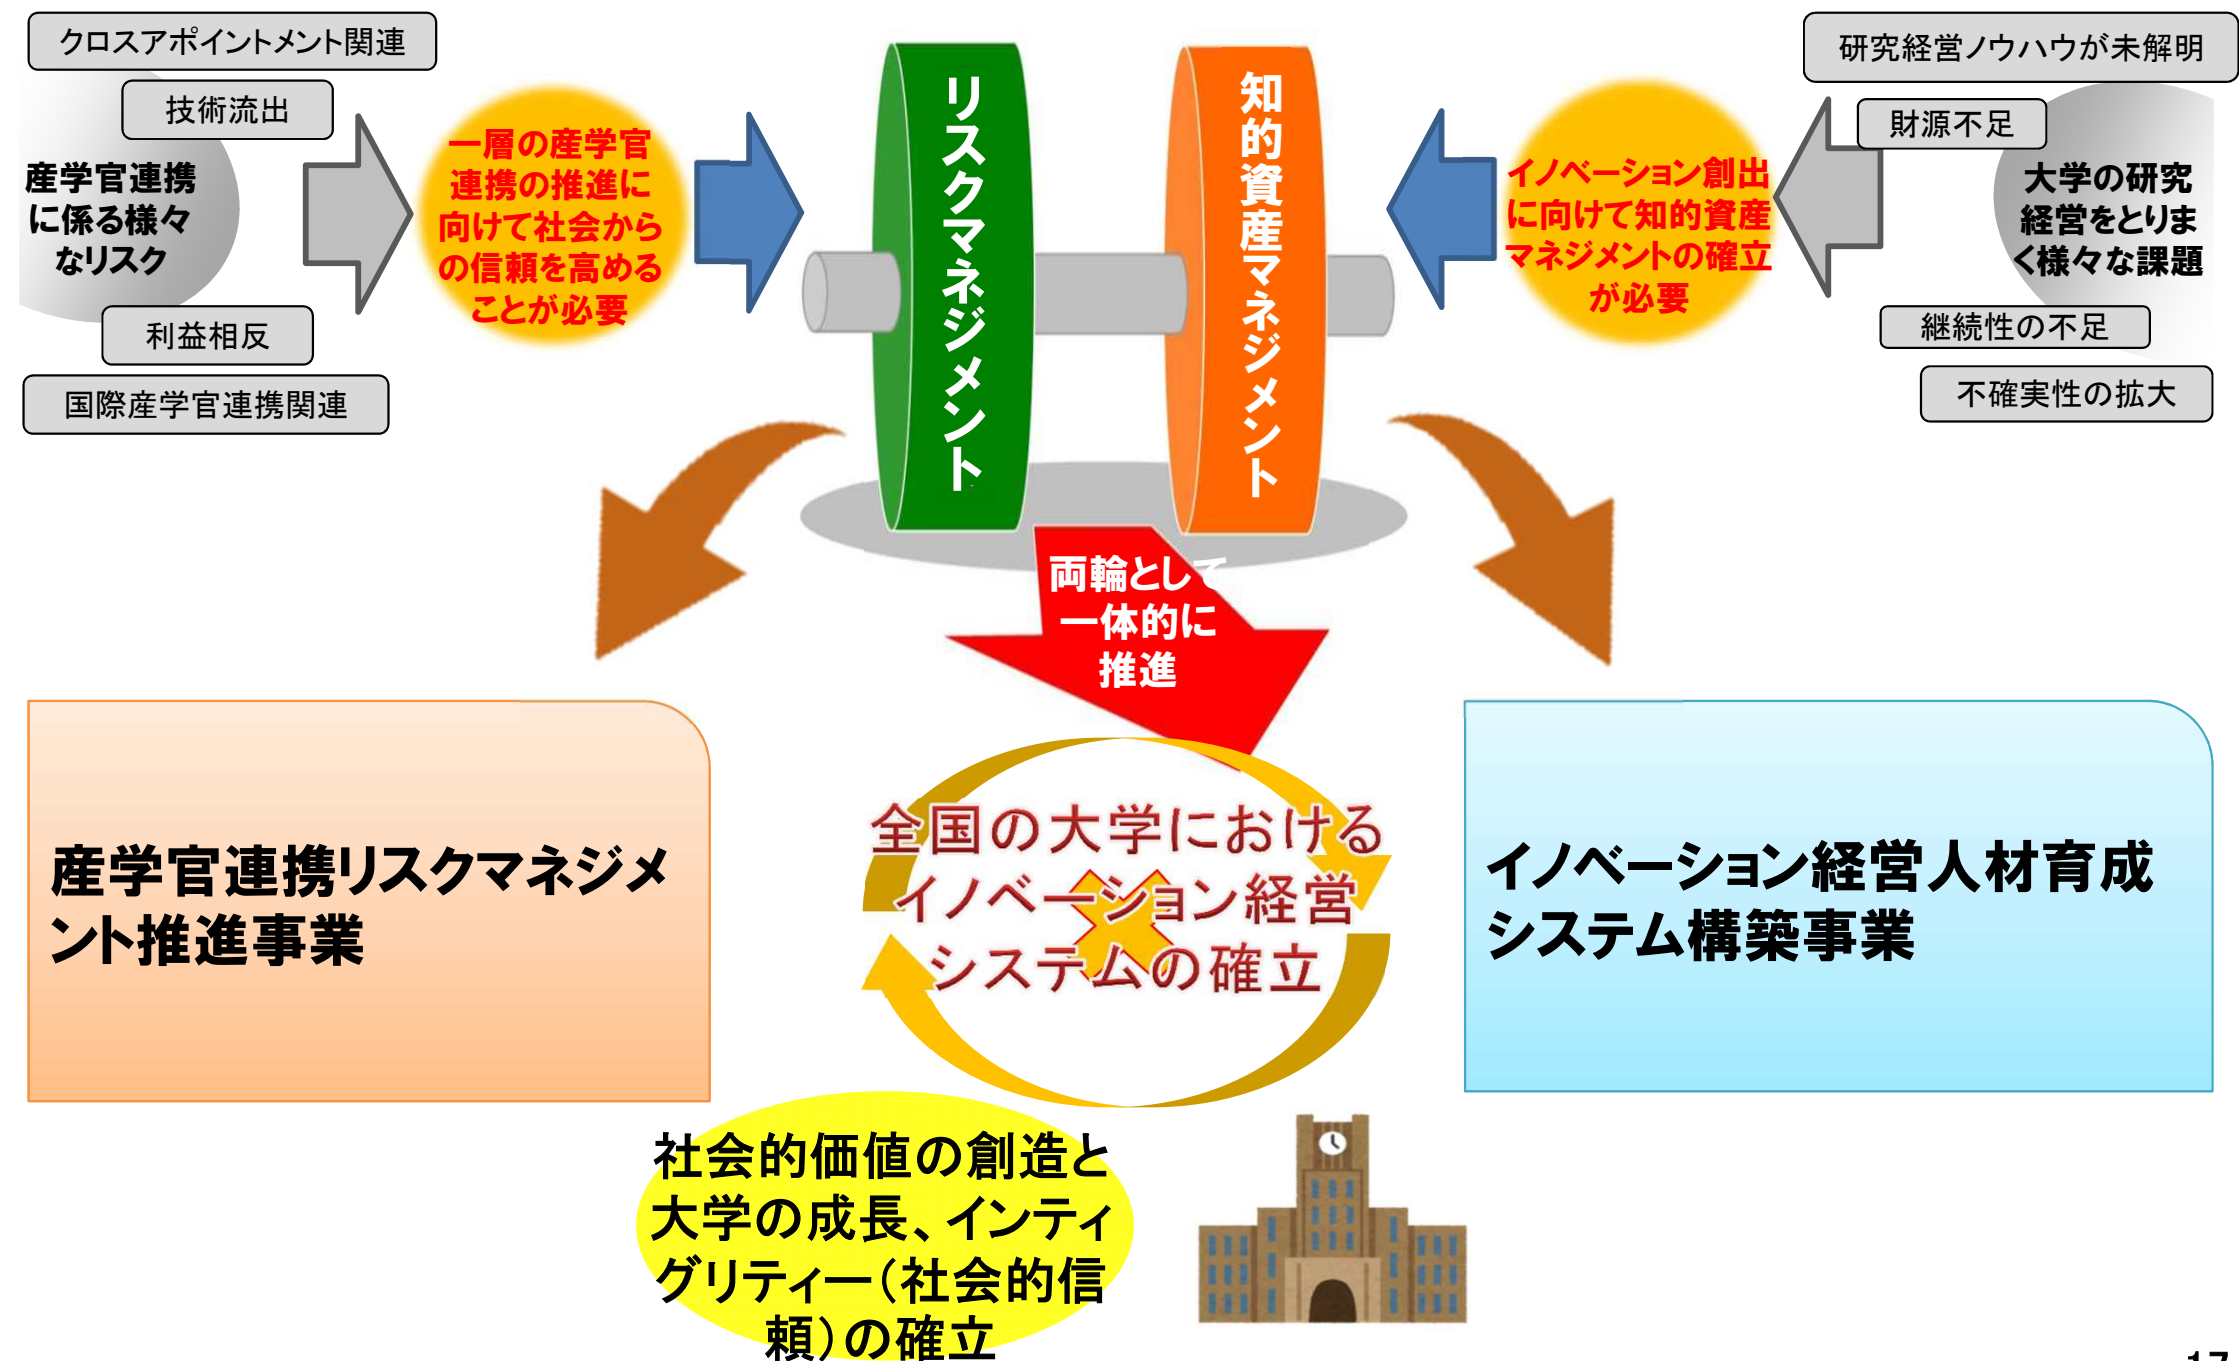 クロスアポイントメント関連
技術流出
産学官連携
に係る様々
なリスク
利益相反
国際産学官連携関連
一層の産学官
連携の推進に
向けて社会から
の信頼を高める
ことが必要
リスクマネジメント
知的資産マネジメント
イノベーション創出
に向けて知的資産
マネジメントの確立
が必要
研究経営ノウハウが未解明
財源不足
大学の研究
経営をとりま
く様々な課題
継続性の不足
不確実性の拡大
両輪として
一体的に
推進
産学官連携リスクマネジメ
ント推進事業
全国の大学における
イノベーション経営
システムの確立
イノベーション経営人材育成
システム構築事業
社会的価値の創造と
大学の成長、インティ
グリティー（社会的信
頼）の確立
17